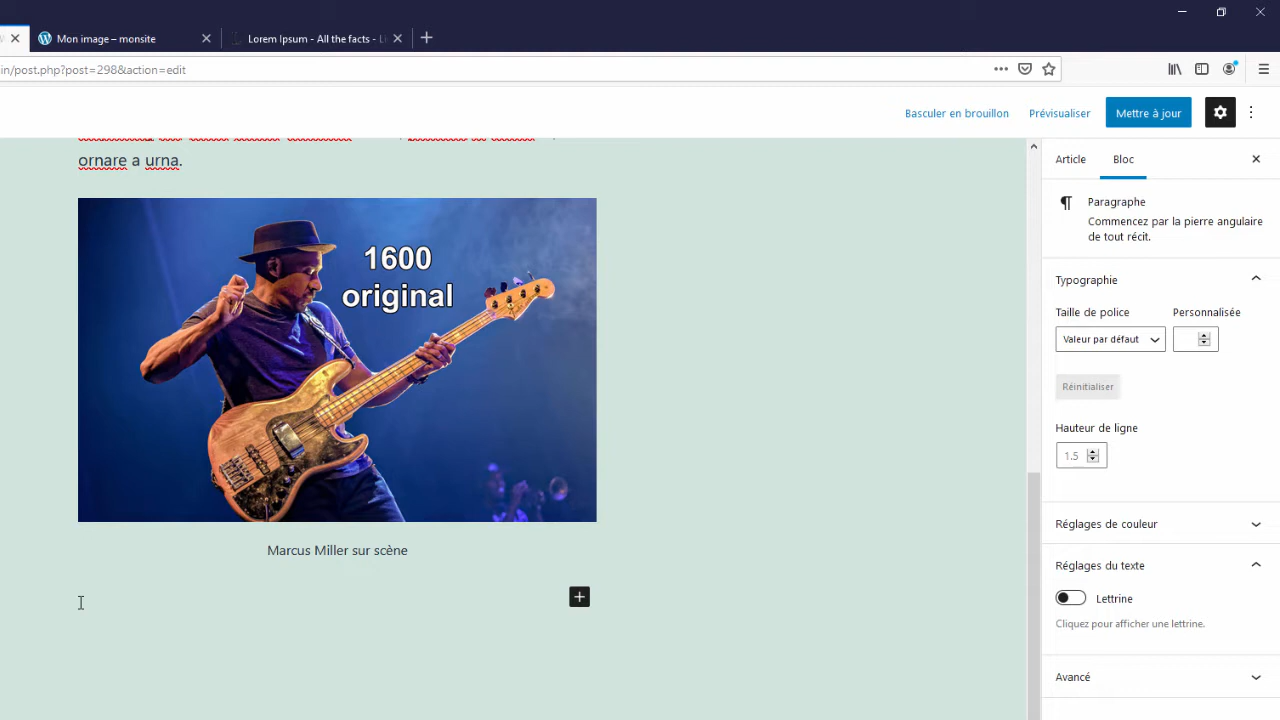 Mon image – monsite
Lorem Ipsum - All the facts - Li
in/post.php?post=298&action=edit
Basculer en brouillon
Prévisualiser
Mettre à jour
ornare a urna.
1600
original
Marcus Miller sur scène
Article
Bloc
Paragraphe
Commencez par la pierre angulaire
de tout récit.
Typographie
Taille de police
Personnalisée
Valeur par défaut
Réinitialiser
Hauteur de ligne
1.5
Réglages de couleur
Réglages du texte
Lettrine
Cliquez pour afficher une lettrine.
Avancé